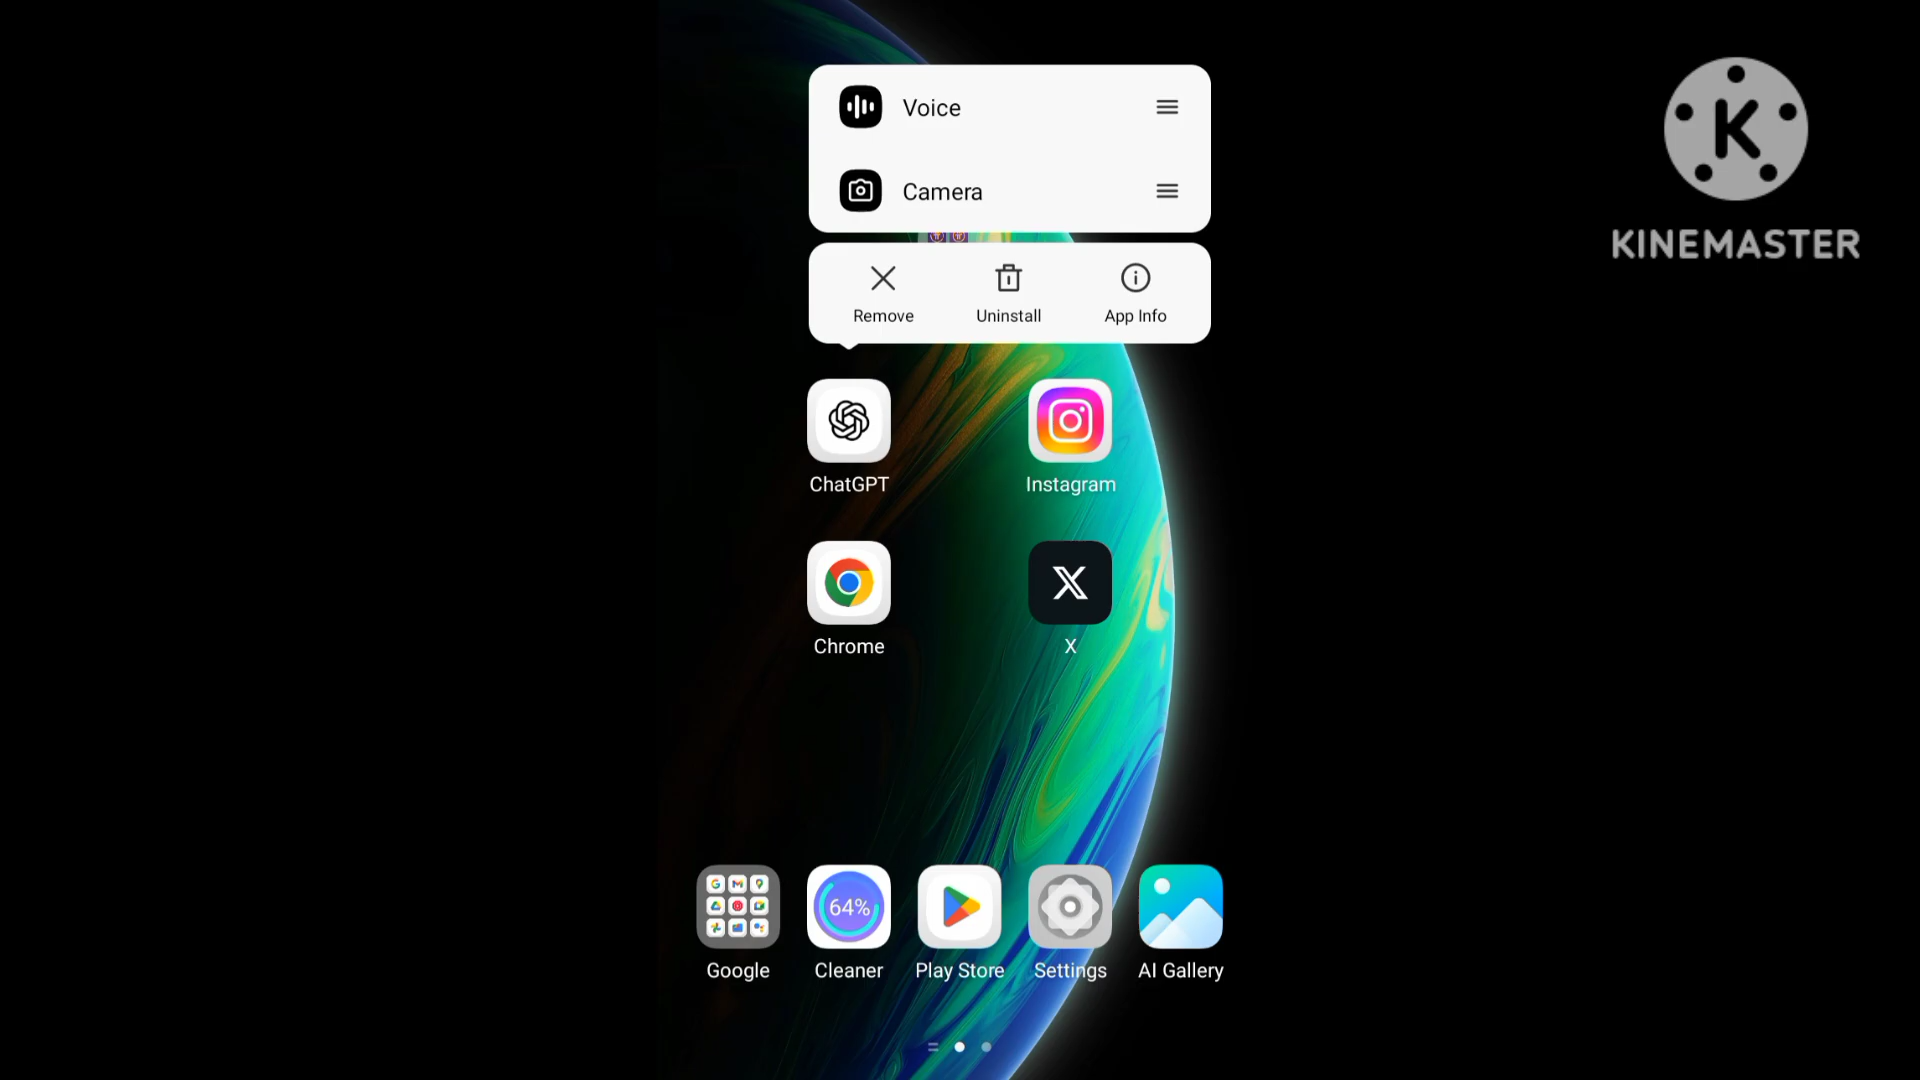 Voice
Camera
Remove Uninstall App Info
ChatGPT Instagram
Chrome X
64%
Google Cleaner Play Store Settings AI Gallery
K
KINEMASTER